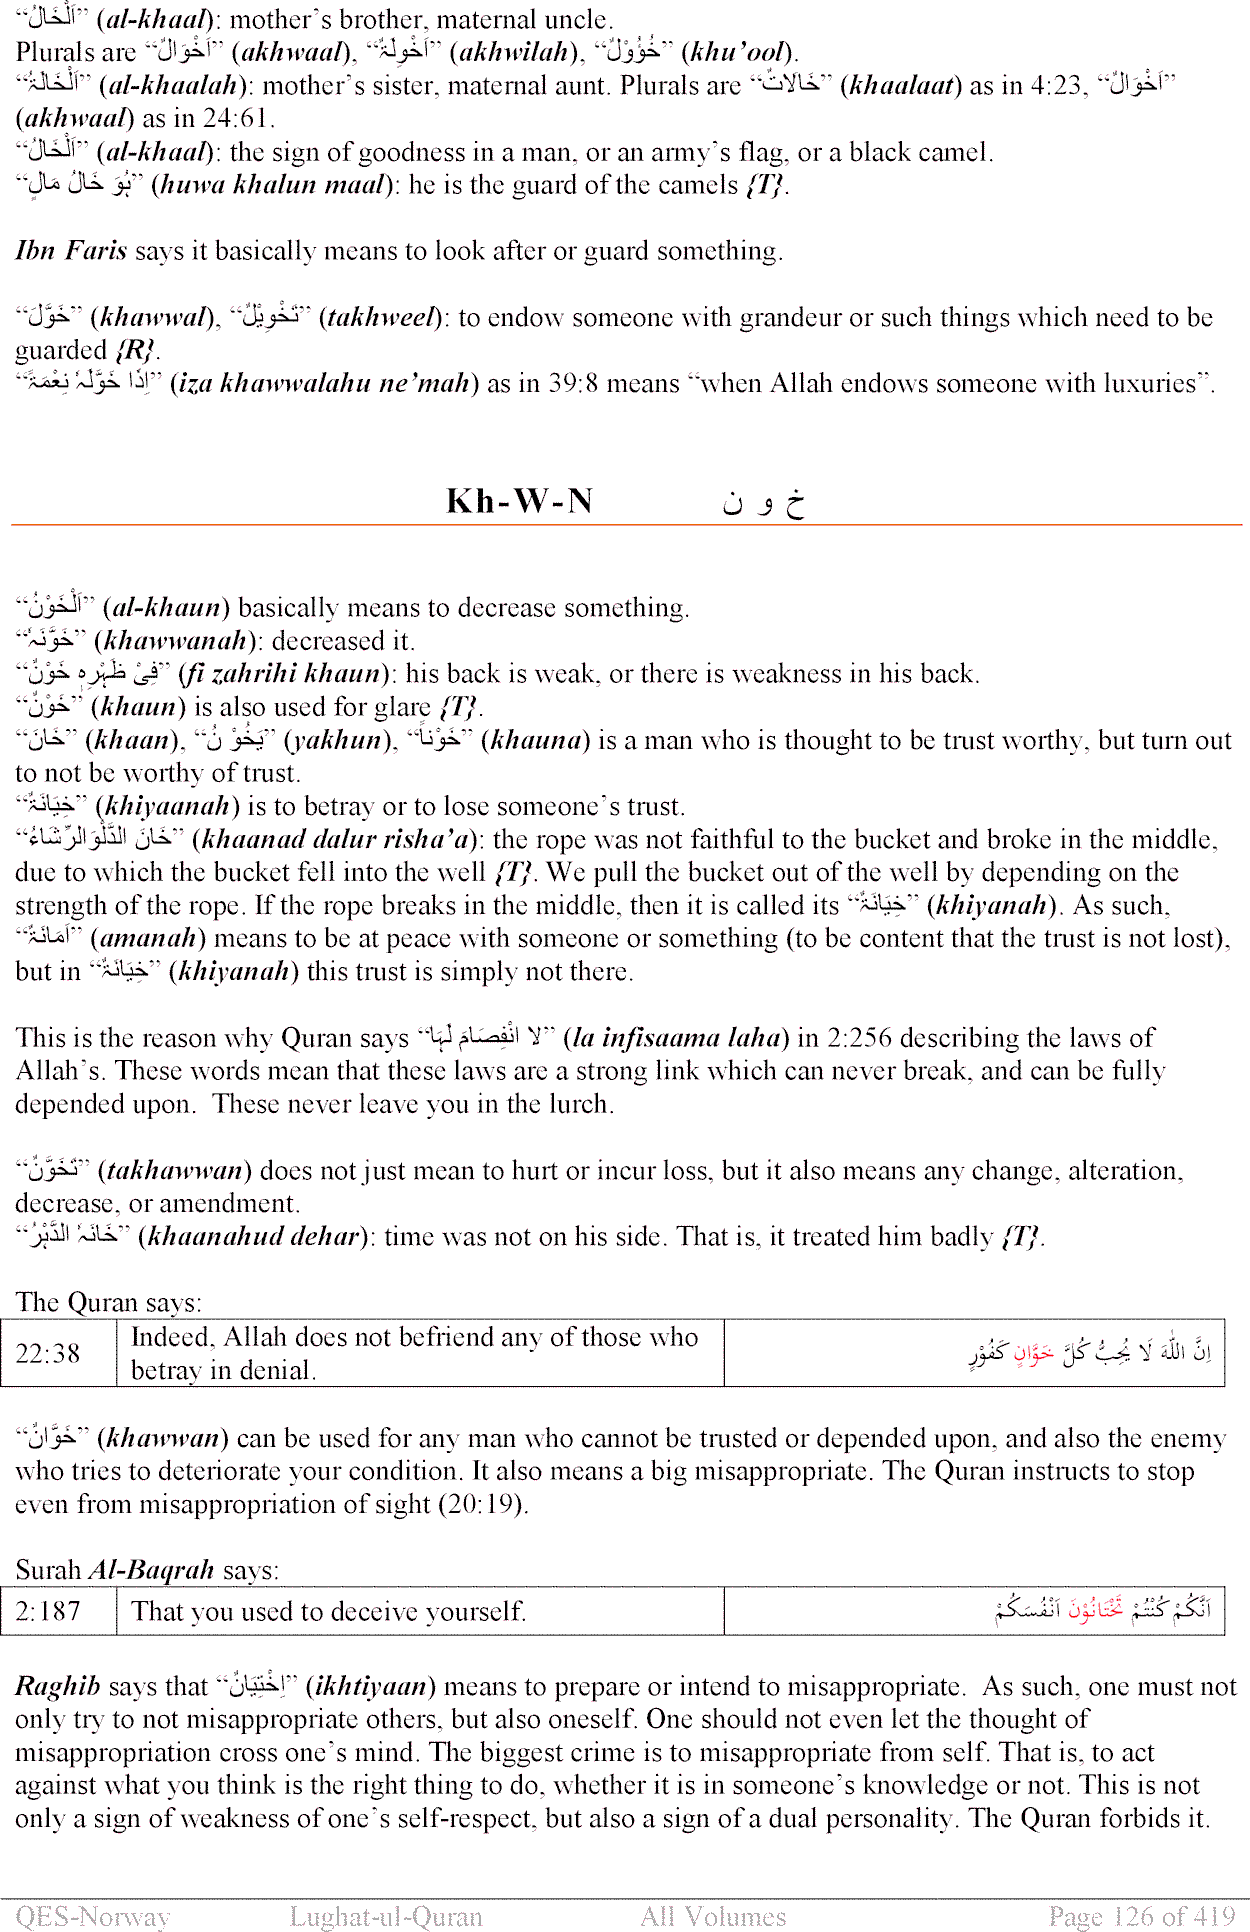 “اَلْخَالُ” (al-khaal): mother’s brother, maternal uncle.
Plurals are “اَخْوَالٌ” (akhwaal), “اَخْوِلَۃٌ” (akhwilah), “خُؤُوْلٌ” (khu’ool).
“اَلْخَالَۃُ” (al-khaalah): mother’s sister, maternal aunt. Plurals are “خَالَاتٌ” (khaalaat) as in 4:23, “اَخْوَالٌ”
(akhwaal) as in 24:61.
“اَلْخَالُ” (al-khaal): the sign of goodness in a man, or an army’s flag, or a black camel.
“ہُوَ خَالُ مَالٍ” (huwa khalun maal): he is the guard of the camels {T}.
Ibn Faris says it basically means to look after or guard something.
“خَوَّلَ” (khawwal), “تَخْوِیْلٌ” (takhweel): to endow someone with grandeur or such things which need to be
guarded {R}.
“اِذَا خَوَّلَہٗ نِعْمَۃً” (iza khawwalahu ne’mah) as in 39:8 means “when Allah endows someone with luxuries”.
Kh-W-N خ و ن
“اَلْخَوْنُ” (al-khaun) basically means to decrease something.
“خَوَّنَہٗ” (khawwanah): decreased it.
“فِیْ ظَہْرِہٖ خَوْنٌ” (fi zahrihi khaun): his back is weak, or there is weakness in his back.
“خَوْنٌ” (khaun) is also used for glare {T}.
“خَانَ” (khaan), “یَخُوْ نُ” (yakhun), “خَوْناً” (khauna) is a man who is thought to be trust worthy, but turn out
to not be worthy of trust.
“خِیَانَۃٌ” (khiyaanah) is to betray or to lose someone’s trust.
“خَانَ الدَّلْوَالرِّشَاءُ” (khaanad dalur risha’a): the rope was not faithful to the bucket and broke in the middle,
due to which the bucket fell into the well {T}. We pull the bucket out of the well by depending on the
strength of the rope. If the rope breaks in the middle, then it is called its “خِیَانَۃٌ” (khiyanah). As such,
“اَمَانَۃٌ” (amanah) means to be at peace with someone or something (to be content that the trust is not lost),
but in “خِیَانَۃٌ” (khiyanah) this trust is simply not there.
This is the reason why Quran says “لَا انْفِصَامَ لَہَا” (la infisaama laha) in 2:256 describing the laws of
Allah’s. These words mean that these laws are a strong link which can never break, and can be fully
depended upon. These never leave you in the lurch.
“تَخَوَّنٌ” (takhawwan) does not just mean to hurt or incur loss, but it also means any change, alteration,
decrease, or amendment.
“خَانَہُ الدَّہْرُ” (khaanahud dehar): time was not on his side. That is, it treated him badly {T}.
The Quran says:
22:38 Indeed, Allah does not befriend any of those who
betray in denial. اِنَّ اللّٰهَ لَا يُحِبُّ كُلَّ خَوَّانٍ كَفُوْرٍ
“خَوَّانٌ” (khawwan) can be used for any man who cannot be trusted or depended upon, and also the enemy
who tries to deteriorate your condition. It also means a big misappropriate. The Quran instructs to stop
even from misappropriation of sight (20:19).
Surah Al-Baqrah says:
2:187 That you used to deceive yourself. اَنَّكُمْ كُنْتُمْ تَخْتَانُوْنَ اَنْفُسَكُمْ
Raghib says that “اِخْتِیَانٌ” (ikhtiyaan) means to prepare or intend to misappropriate. As such, one must not
only try to not misappropriate others, but also oneself. One should not even let the thought of
misappropriation cross one’s mind. The biggest crime is to misappropriate from self. That is, to act
against what you think is the right thing to do, whether it is in someone’s knowledge or not. This is not
only a sign of weakness of one’s self-respect, but also a sign of a dual personality. The Quran forbids it.
QES-Norway Lughat-ul-Quran All Volumes Page 126 of 419